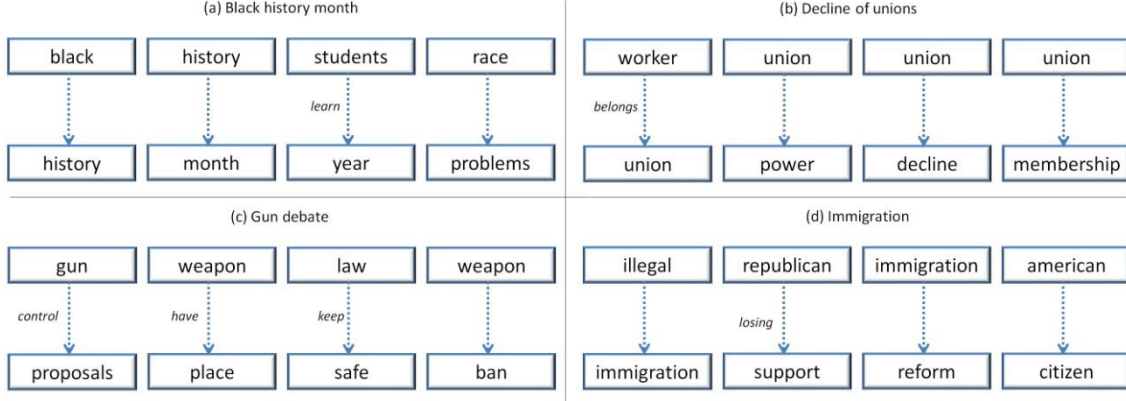 (a) Black history month
black history students race
learn
history month year problems
(b) Decline of unions
worker union union union
belongs
union power decline membership
(c) Gun debate
gun weapon law weapon
control have keep
proposals place safe ban
(d) Immigration
illegal republican immigration american
losing
immigration support reform citizen